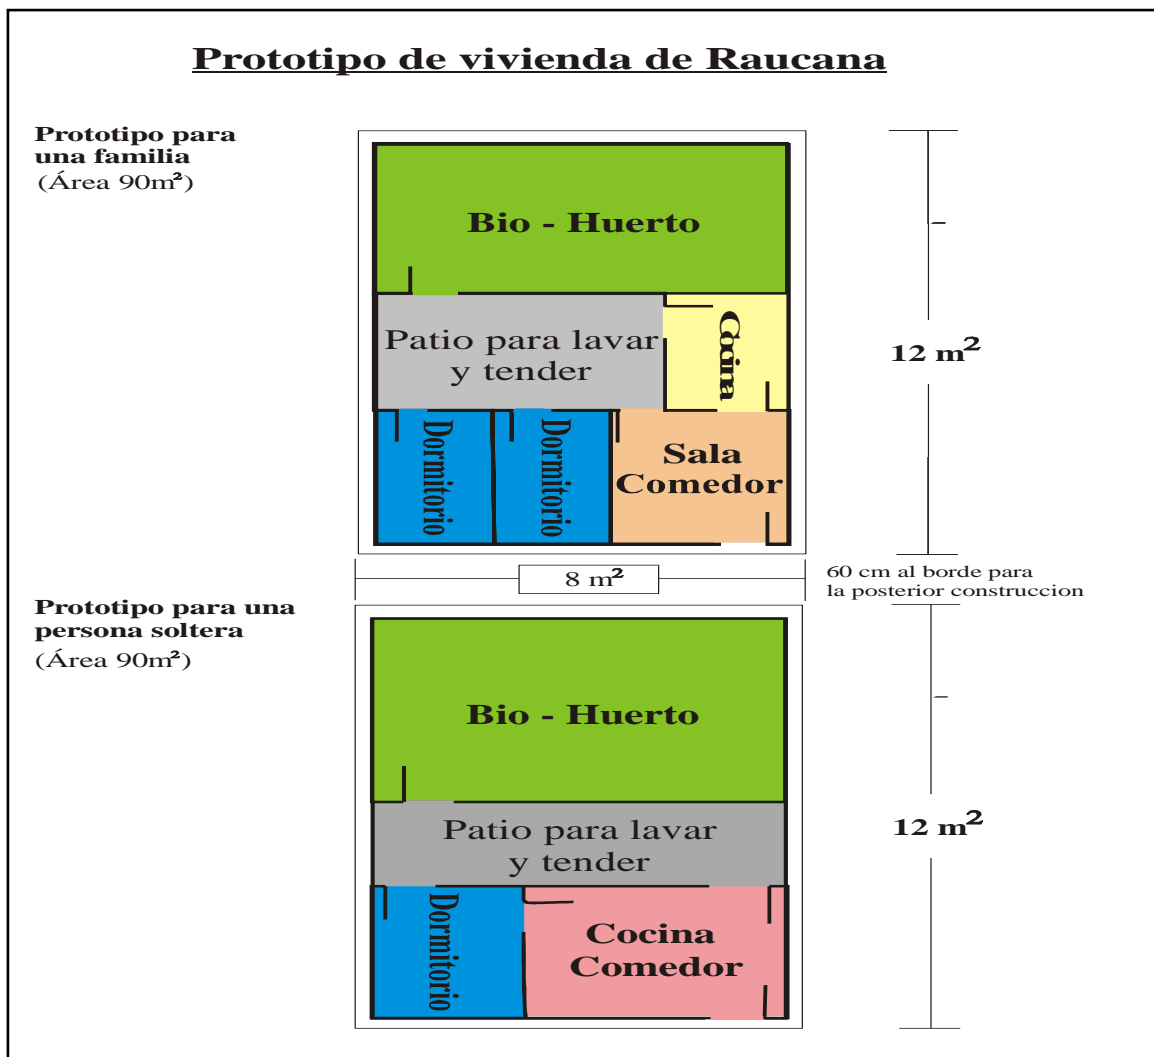 Prototipo de vivienda de Raucana
Prototipo para
una familia
(Área 90m²)
Bio - Huerto
Patio para lavar
y tender
Cocina
Dormitorio
Dormitorio
Sala
Comedor
12 m²
8 m²
60 cm al borde para
la posterior construccion
Prototipo para una
persona soltera
(Área 90m²)
Bio - Huerto
Patio para lavar
y tender
Dormitorio
Cocina
Comedor
12 m²